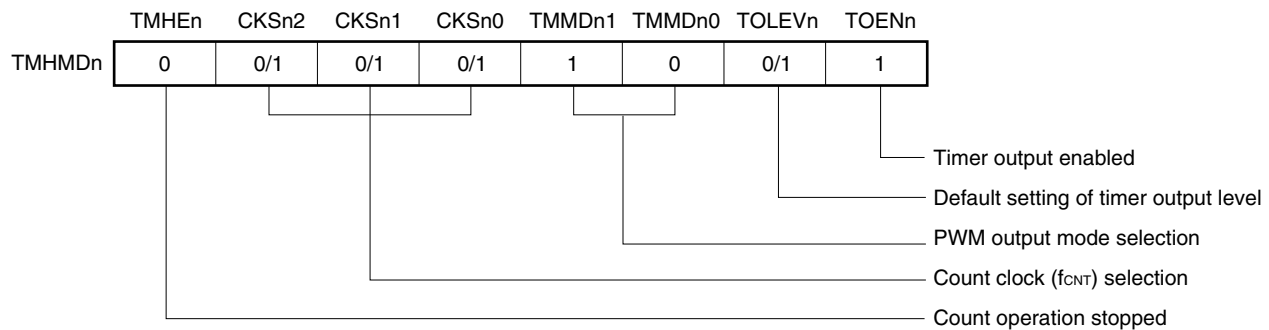 TMHEn CKSn2 CKSn1 CKSn0 TMMDn1 TMMDn0 TOLEVn TOENn
TMHMDn 0 0/1 0/1 0/1 1 0 0/1 1
Timer output enabled
Default setting of timer output level
PWM output mode selection
Count clock (fCNT) selection
Count operation stopped